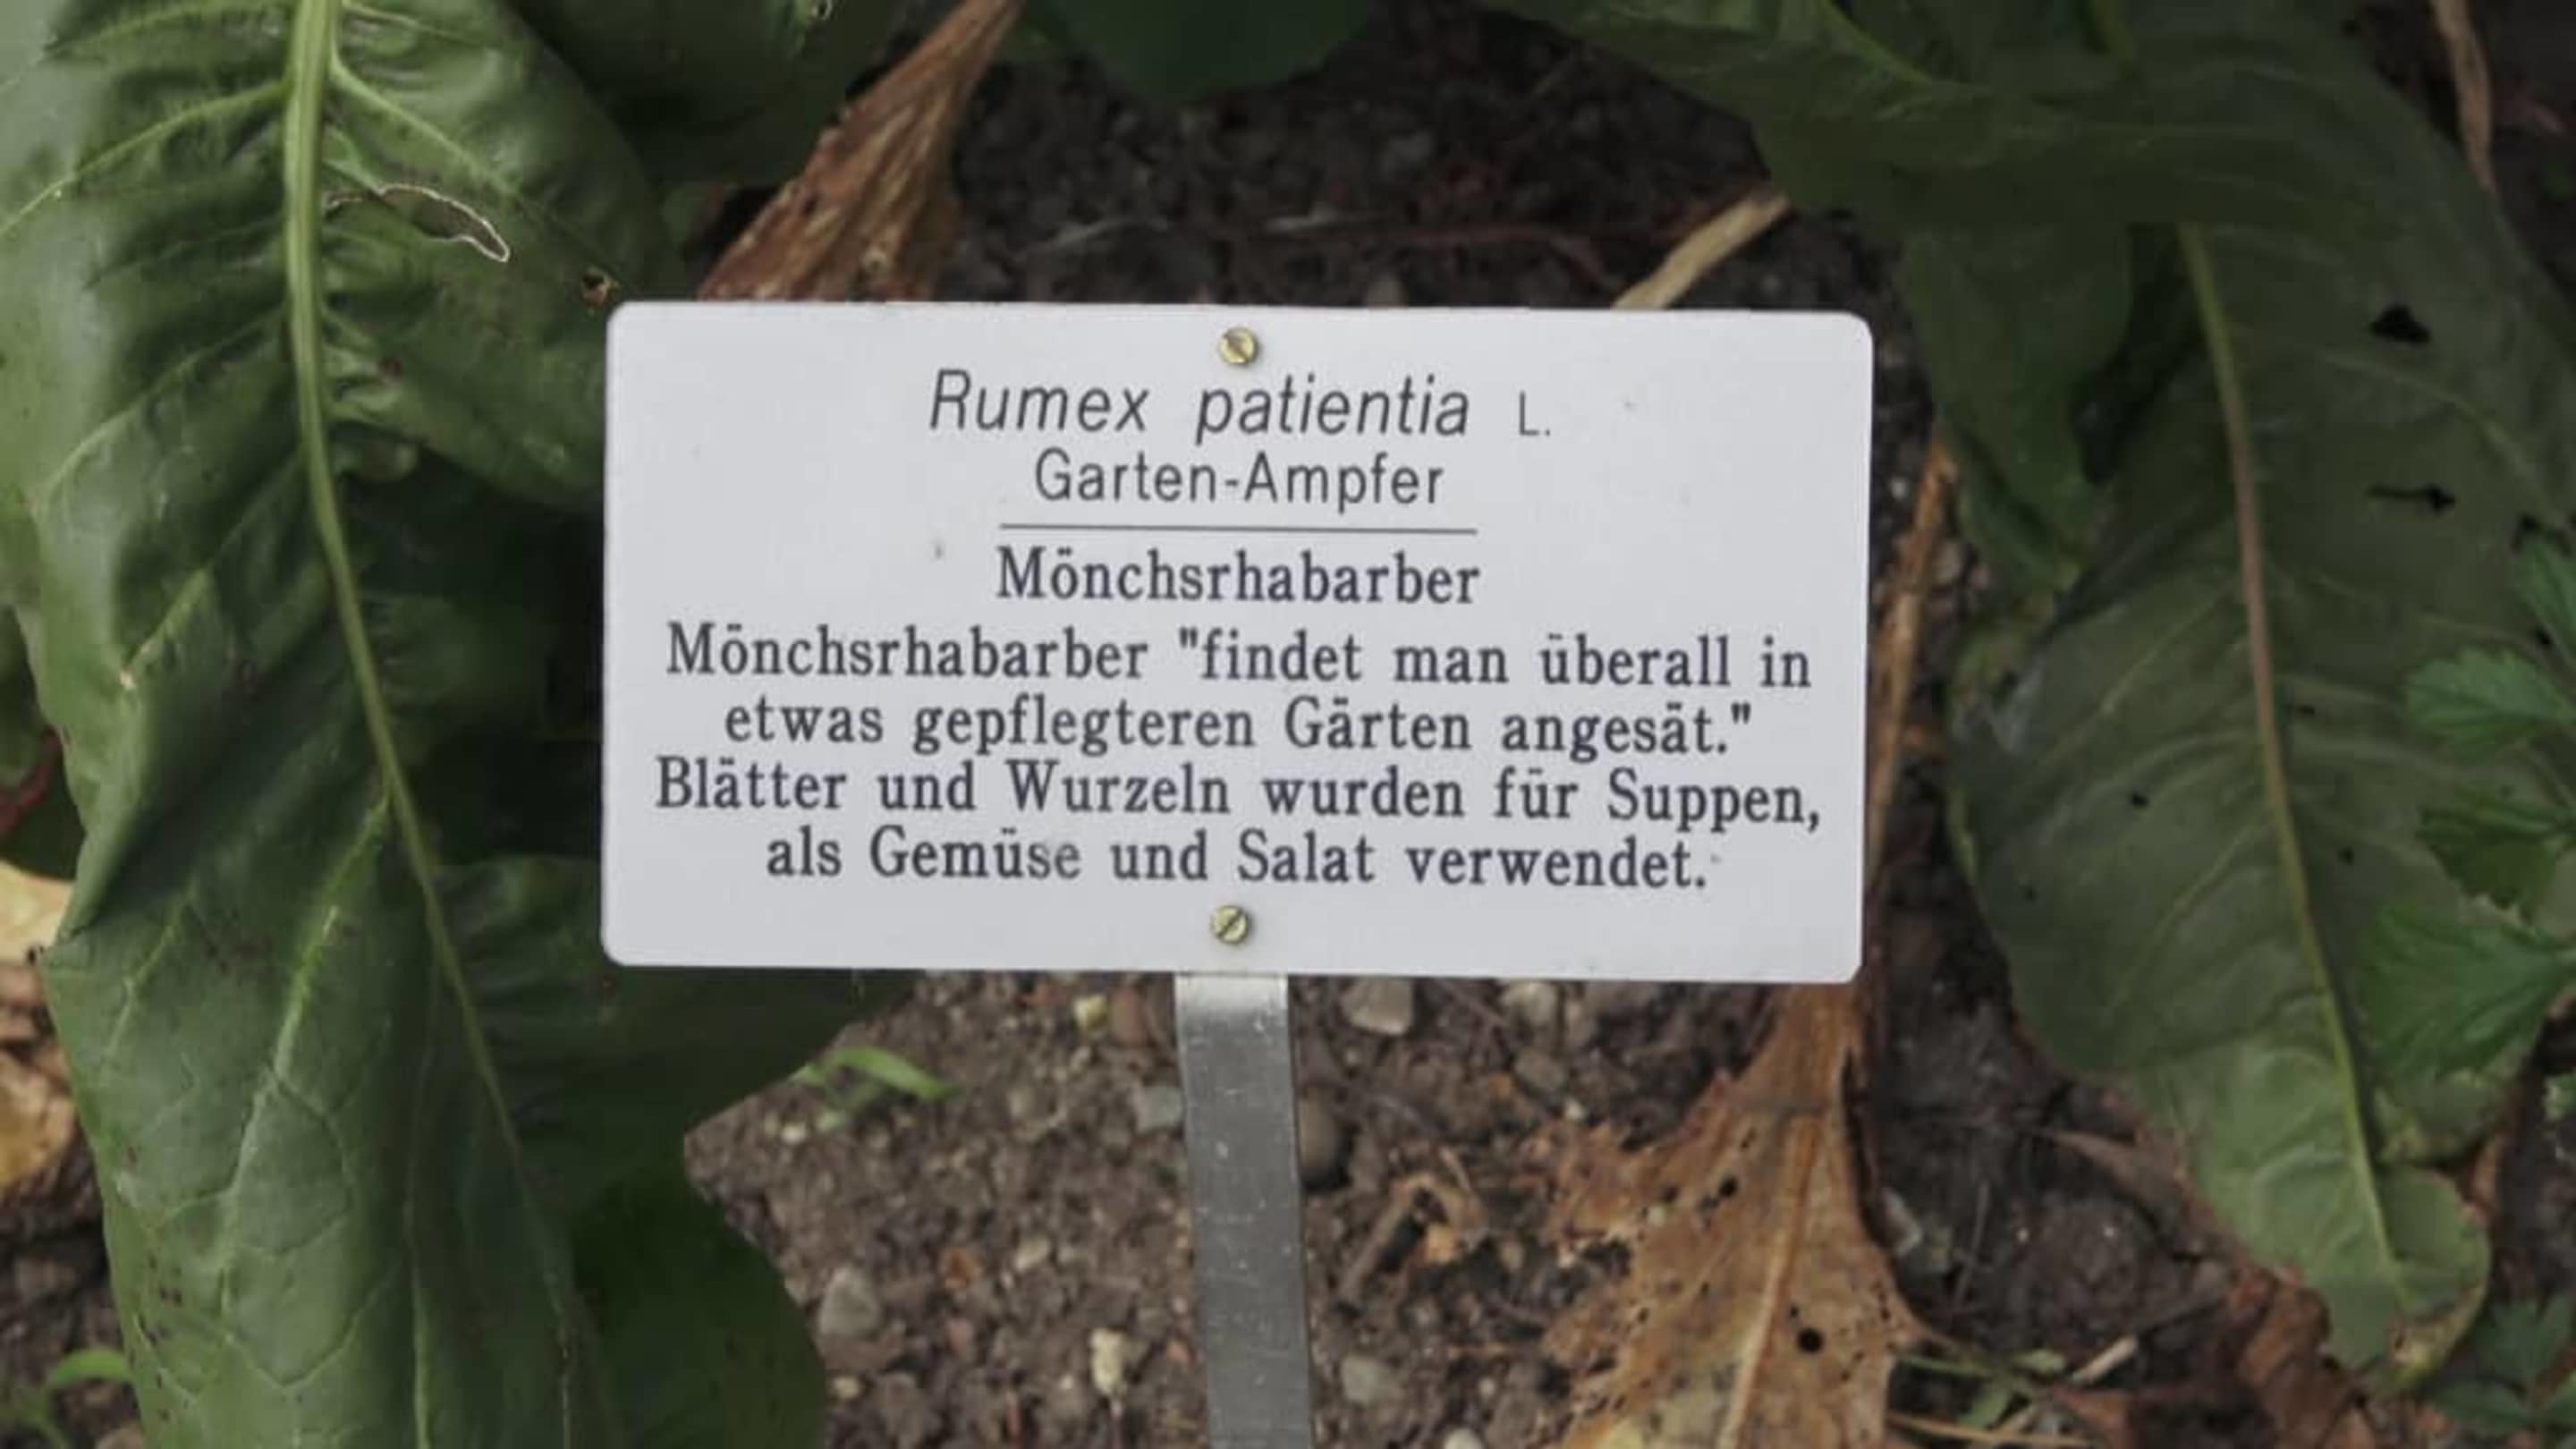 Rumex patientia L.
Garten-Ampfer
Mönchsrhabarber
Mönchsrhabarber "findet man überall in
etwas gepflegteren Gärten angesät."
Blätter und Wurzeln wurden für Suppen,
als Gemüse und Salat verwendet.